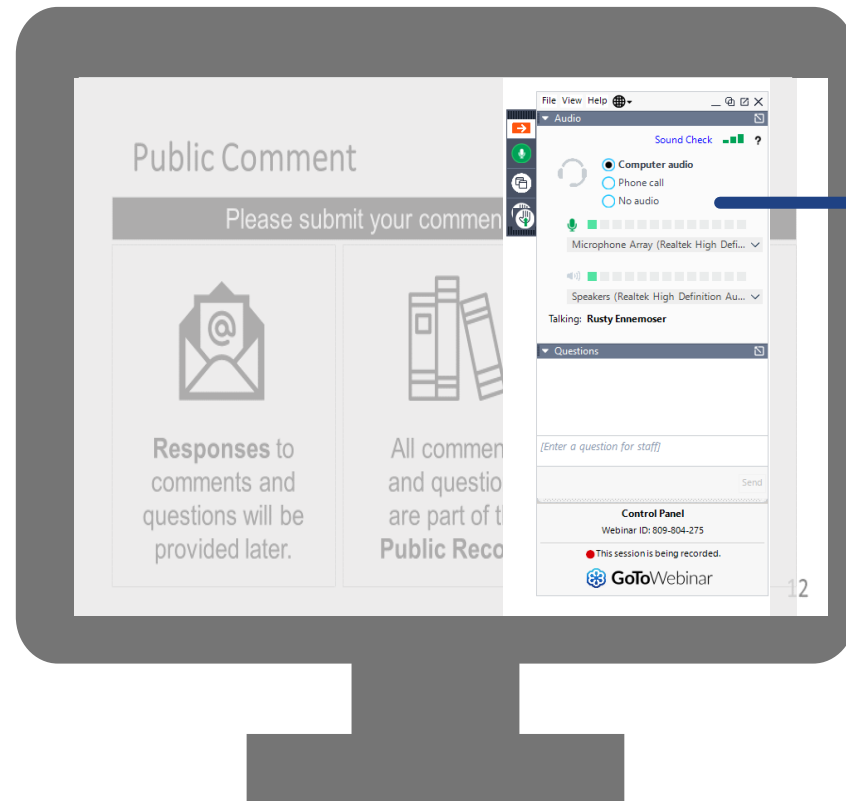 Public Comment
Please submit your commen
@
Responses to
comments and
questions will be
provided later.
All commen
and questio
are part of t
Public Reco
File View Help
Audio
Sound Check ?
Computer audio
Phone call
No audio
Microphone Array (Realtek High Defi...
Speakers (Realtek High Definition Au...
Talking: Rusty Ennemoser
Questions
[Enter a question for staff]
Send
Control Panel
Webinar ID: 809-804-275
This session is being recorded.
GoToWebinar
12